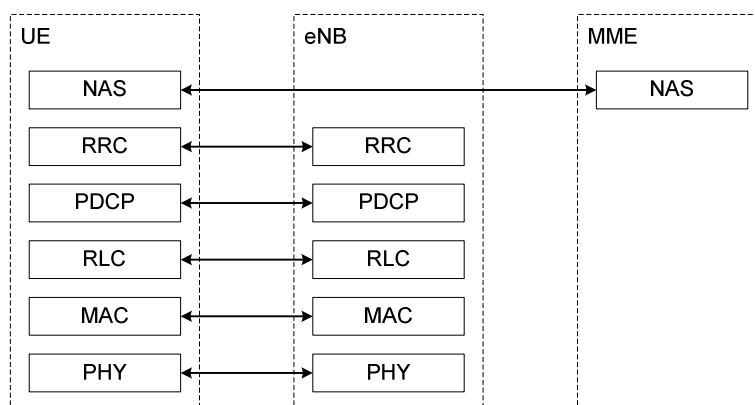 UE eNB MME
NAS NAS
RRC RRC
PDCP PDCP
RLC RLC
MAC MAC
PHY PHY